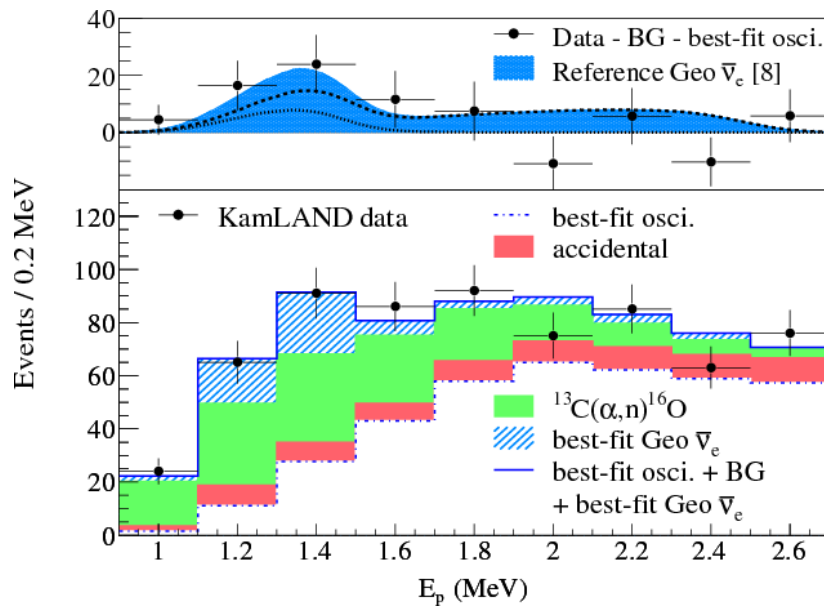 40
20
0
Data - BG - best-fit osci.
Reference Geo ν̅ₑ [8]
120
100
80
60
40
20
0
Events / 0.2 MeV
KamLAND data
best-fit osci.
accidental
¹³C(α,n)¹⁶O
best-fit Geo ν̅ₑ
best-fit osci. + BG
+ best-fit Geo ν̅ₑ
1 1.2 1.4 1.6 1.8 2 2.2 2.4 2.6
Eₚ (MeV)